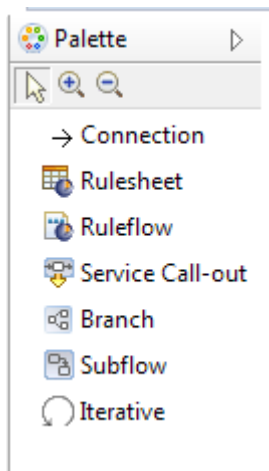 Palette
Connection
Rulesheet
Ruleflow
Service Call-out
Branch
Subflow
Iterative